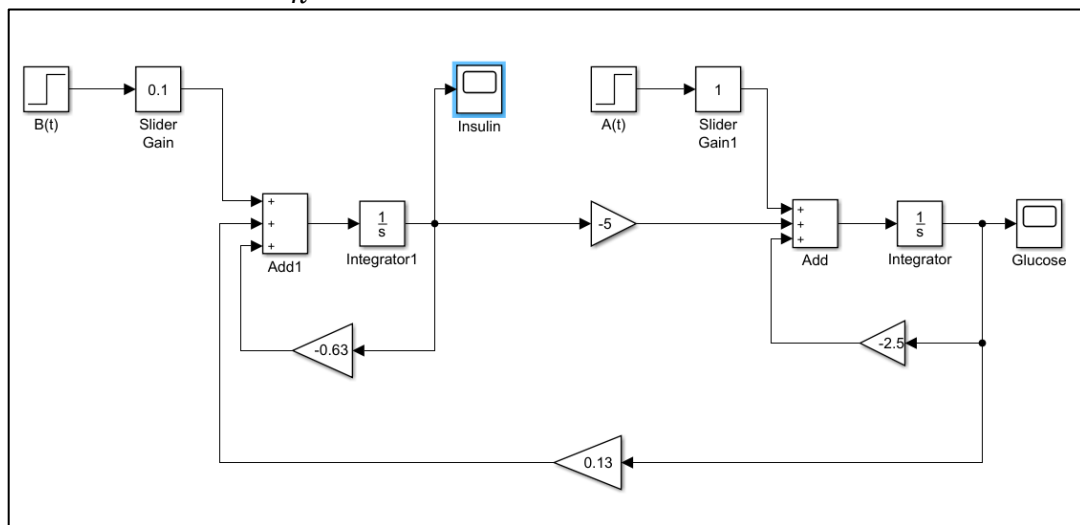 B(t)
0.1
Slider
Gain
Insulin
A(t)
1
Slider
Gain1
+
+
+
Add1
1
s
Integrator1
-5
+
+
+
Add
1
s
Integrator
Glucose
-0.63
-2.5
0.13